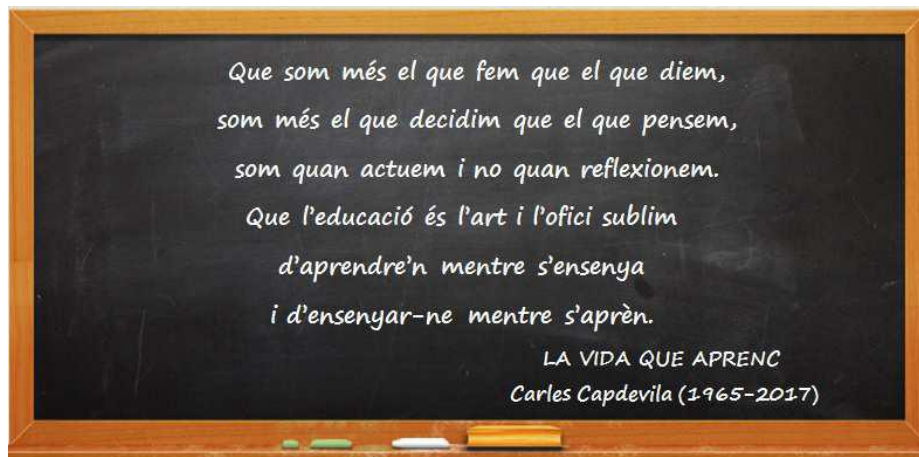 Que som més el que fem que el que diem,
som més el que decidim que el que pensem,
som quan actuem i no quan reflexionem.
Que l'educació és l'art i l'ofici sublim
d'aprendre'n mentre s'ensenya
i d'ensenyar-ne mentre s'aprèn.
LA VIDA QUE APRENC
Carles Capdevila (1965-2017)